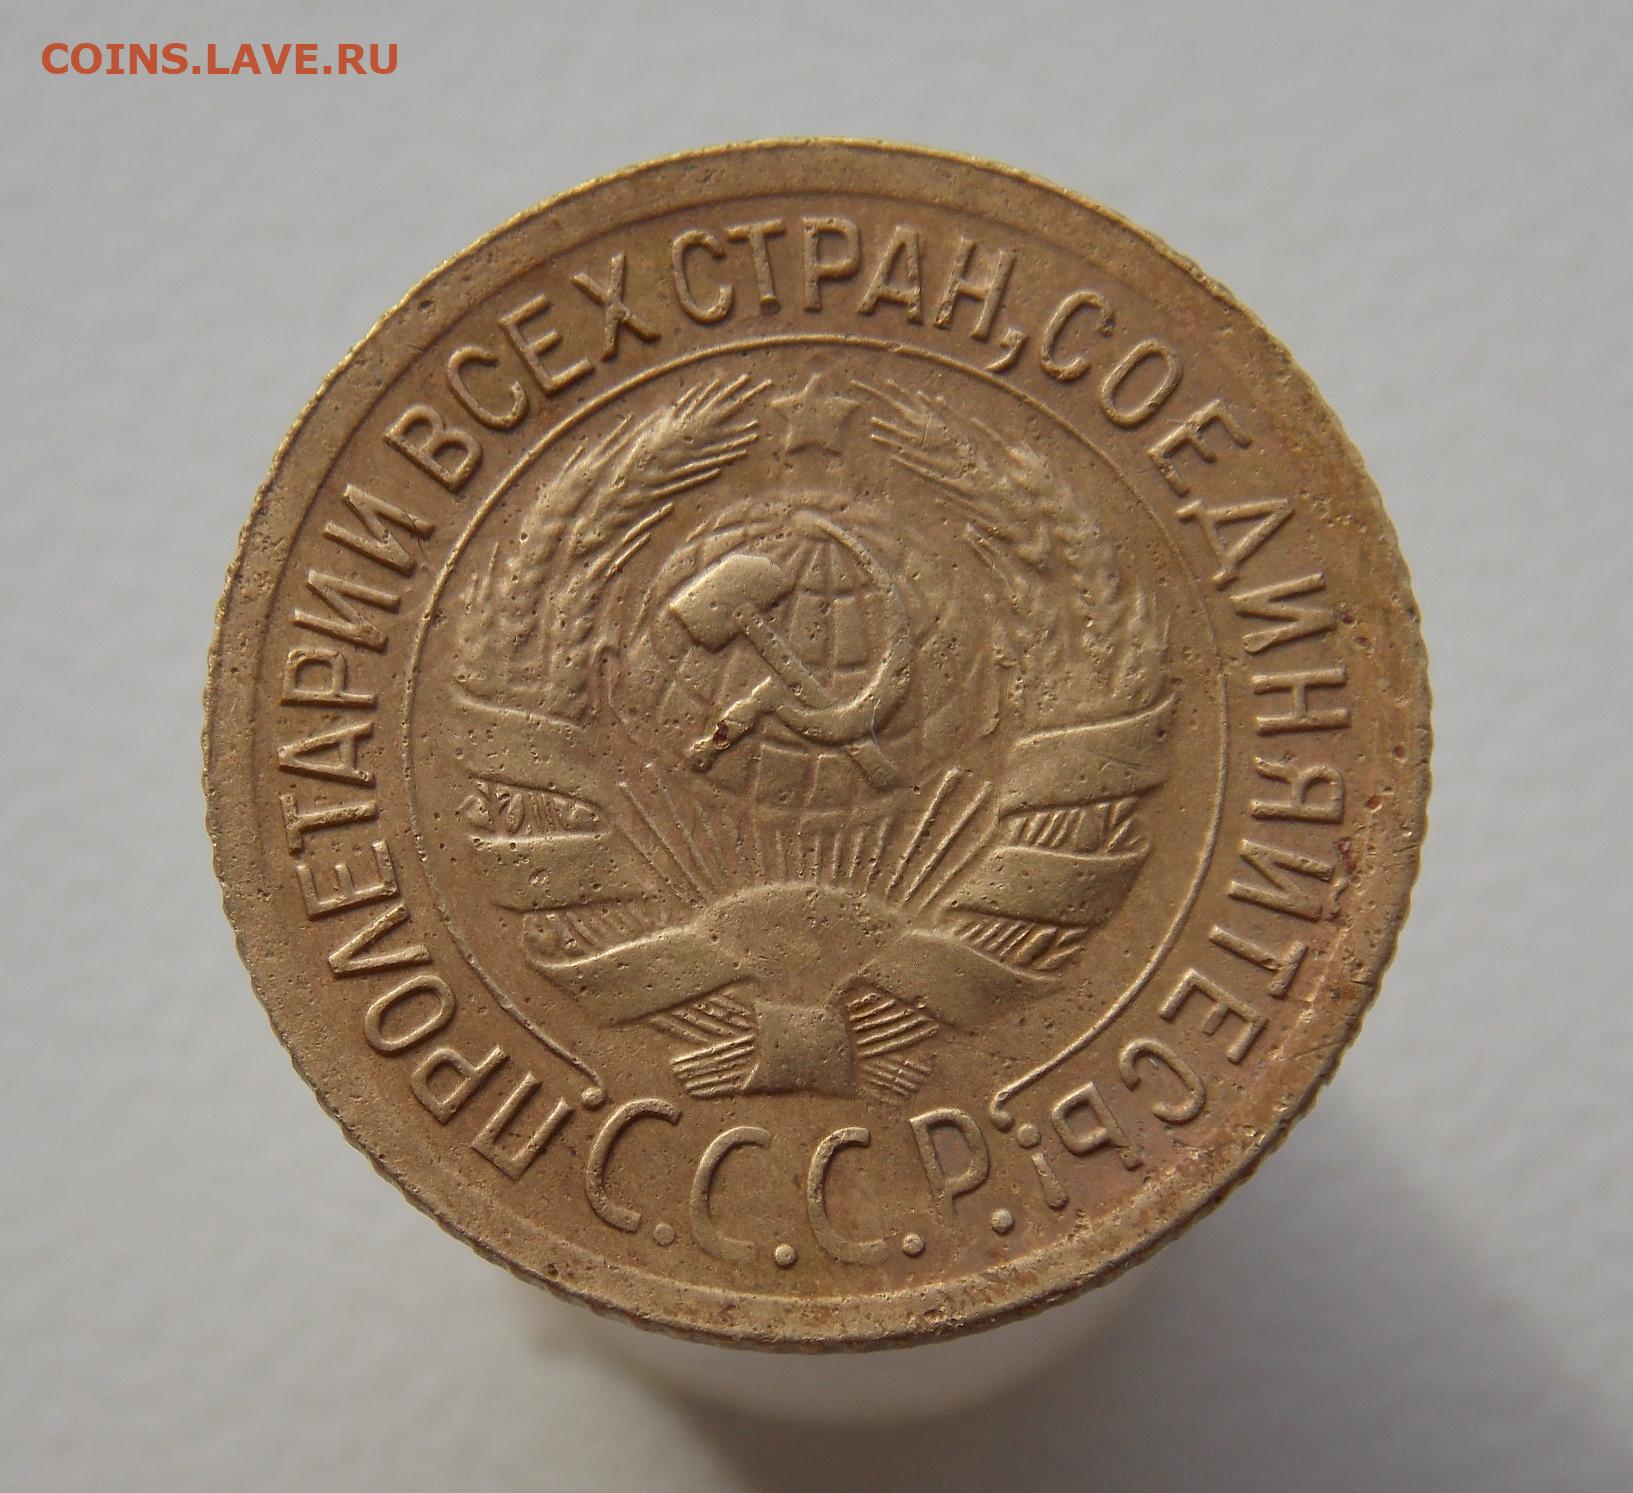 COINS.LAVE.RU
ПРОЛЕТАРИИ ВСЕХ СТРАН, СОЕДИНЯЙТЕСЬ!
С.С.С.Р.